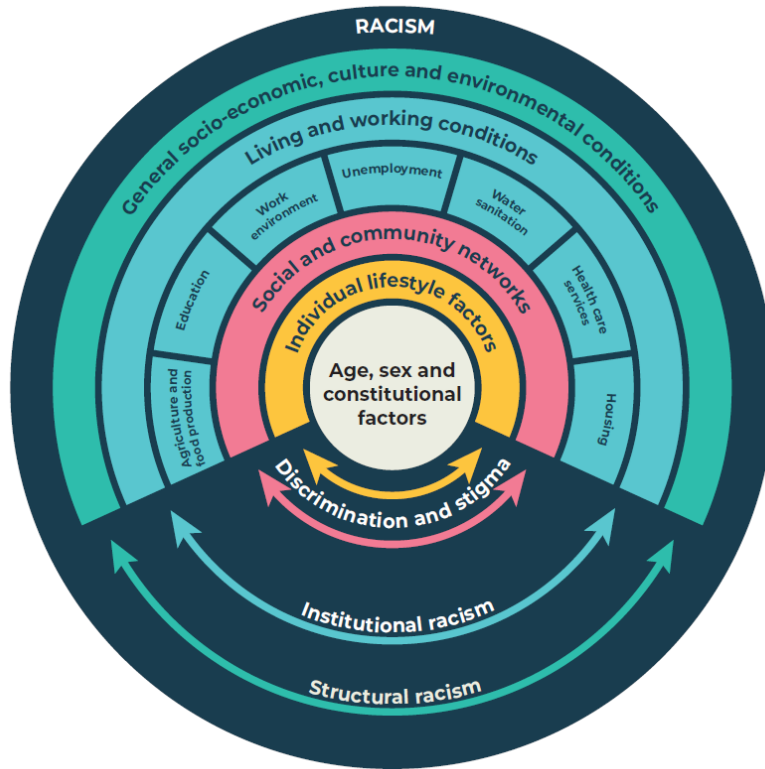 RACISM
General socio-economic, culture and environmental conditions
Living and working conditions
Agriculture and
food production
Education
Work
environment
Unemployment
Water
sanitation
Health care
services
Housing
Social and community networks
Individual lifestyle factors
Age, sex and
constitutional
factors
Discrimination and stigma
Institutional racism
Structural racism